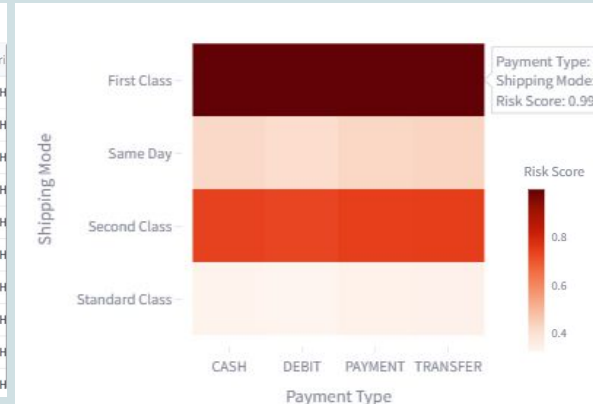 First Class
Same Day
Second Class
Standard Class
Shipping Mode
CASH DEBIT PAYMENT TRANSFER
Payment Type
Payment Type:
Shipping Mode:
Risk Score: 0.99
Risk Score
0.8
0.6
0.4
ri
H
H
H
H
H
H
H
H
H
H